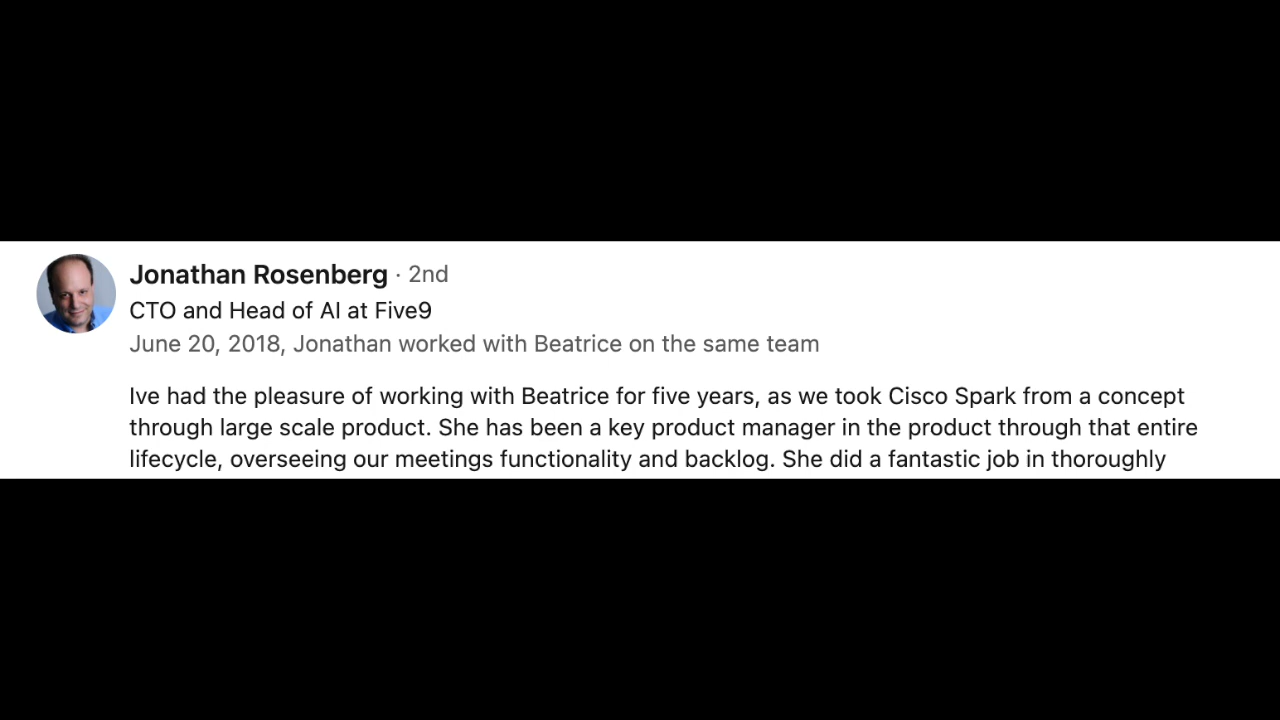 Jonathan Rosenberg · 2nd
CTO and Head of AI at Five9
June 20, 2018, Jonathan worked with Beatrice on the same team
Ive had the pleasure of working with Beatrice for five years, as we took Cisco Spark from a concept
through large scale product. She has been a key product manager in the product through that entire
lifecycle, overseeing our meetings functionality and backlog. She did a fantastic job in thoroughly